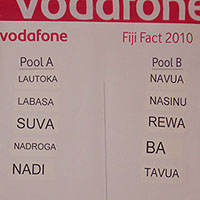 vodafone
vodafone Fiji Fact 2010
Pool A Pool B
LAUTOKA NAVUA
LABASA NASINU
SUVA REWA
NADROGA BA
NADI TAVUA